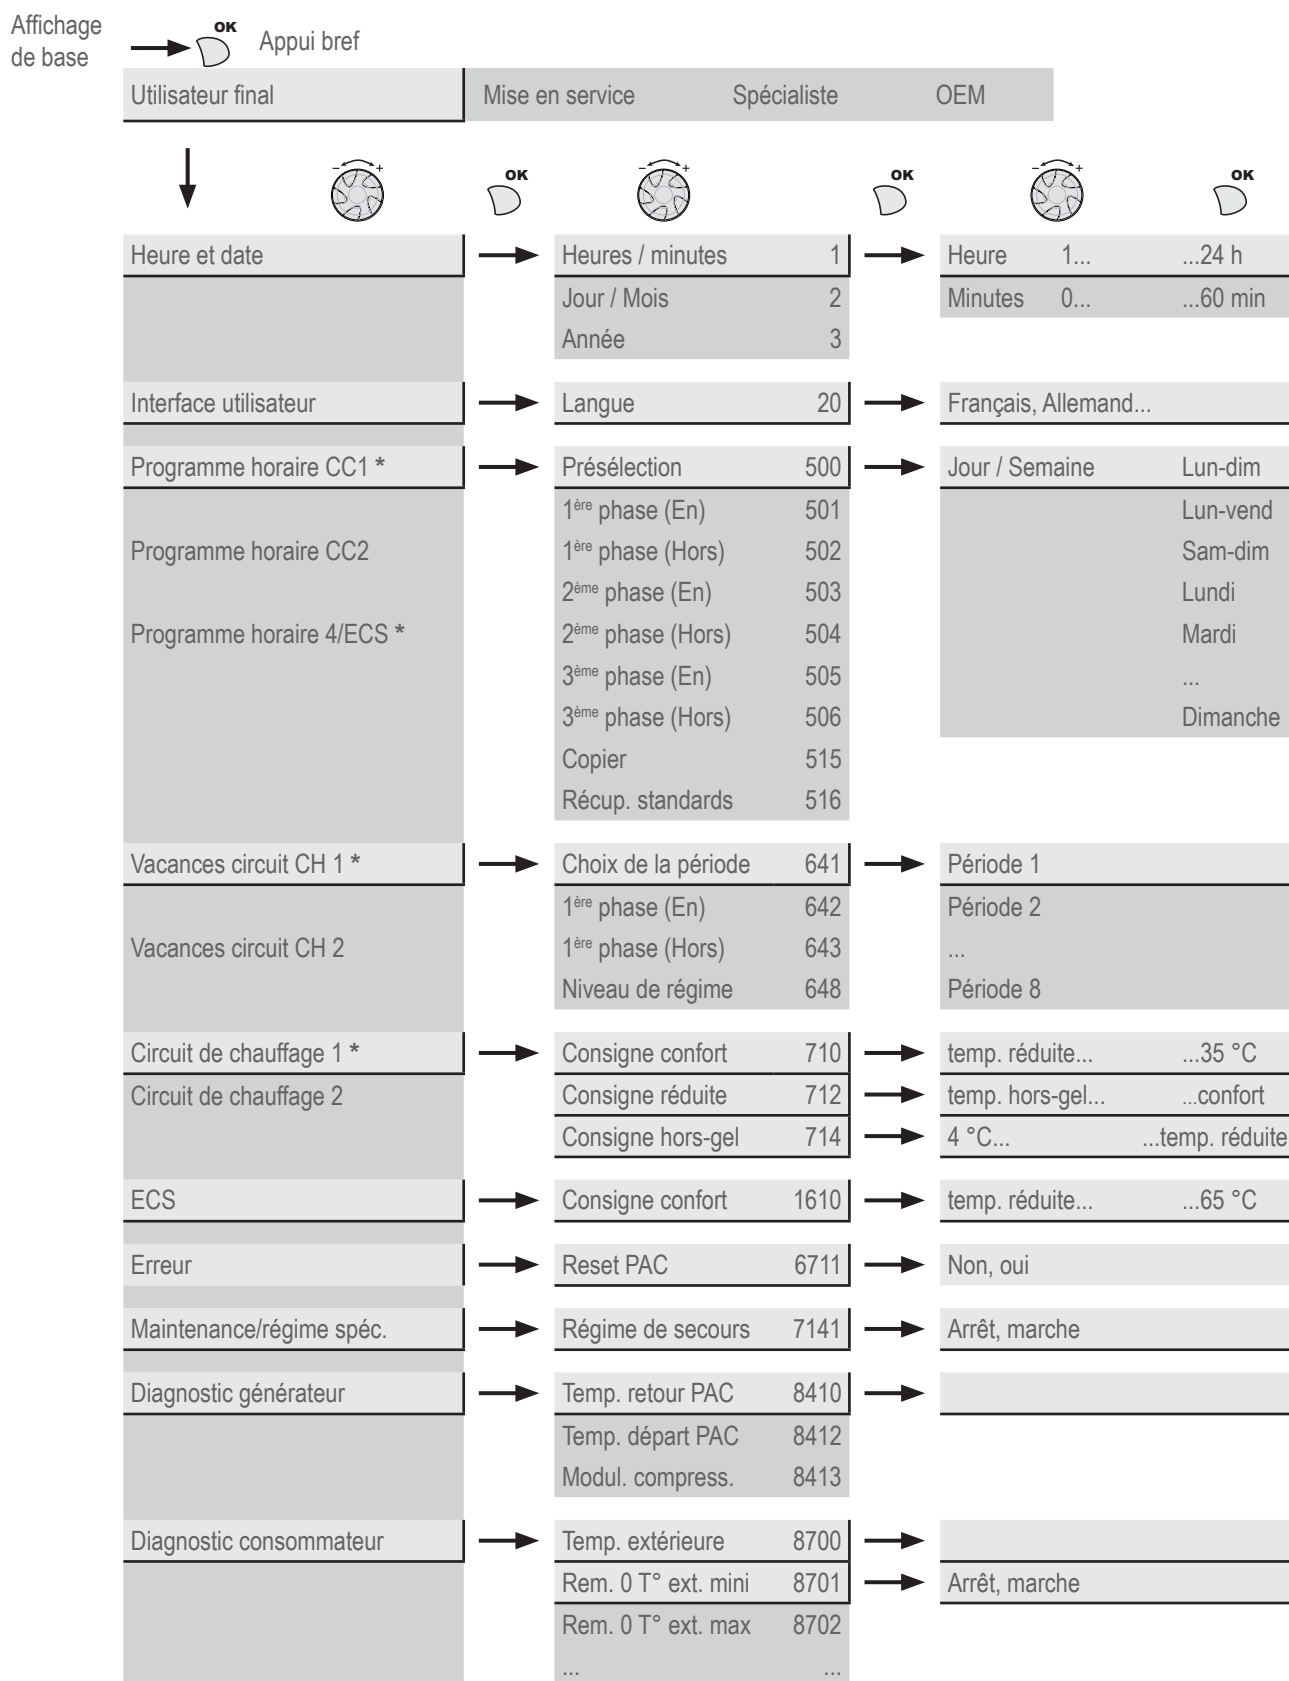 Affichage
de base
OK
Appui bref
Utilisateur final Mise en service Spécialiste OEM
- + OK - + OK - + OK
Heure et date Heures / minutes 1 Heure 1... ...24 h
Jour / Mois 2 Minutes 0... ...60 min
Année 3
Interface utilisateur Langue 20 Français, Allemand...
Programme horaire CC1 * Présélection 500 Jour / Semaine Lun-dim
1ère phase (En) 501 Lun-vend
Programme horaire CC2 1ère phase (Hors) 502 Sam-dim
2ème phase (En) 503 Lundi
Programme horaire 4/ECS * 2ème phase (Hors) 504 Mardi
3ème phase (En) 505 ...
3ème phase (Hors) 506 Dimanche
Copier 515
Récup. standards 516
Vacances circuit CH 1 * Choix de la période 641 Période 1
1ère phase (En) 642 Période 2
Vacances circuit CH 2 1ère phase (Hors) 643 ...
Niveau de régime 648 Période 8
Circuit de chauffage 1 * Consigne confort 710 temp. réduite... ...35 °C
Circuit de chauffage 2 Consigne réduite 712 temp. hors-gel... ...confort
Consigne hors-gel 714 4 °C... ...temp. réduite
ECS Consigne confort 1610 temp. réduite... ...65 °C
Erreur Reset PAC 6711 Non, oui
Maintenance/régime spéc. Régime de secours 7141 Arrêt, marche
Diagnostic générateur Temp. retour PAC 8410
Temp. départ PAC 8412
Modul. compress. 8413
Diagnostic consommateur Temp. extérieure 8700
Rem. 0 T° ext. mini 8701 Arrêt, marche
Rem. 0 T° ext. max 8702
... ...